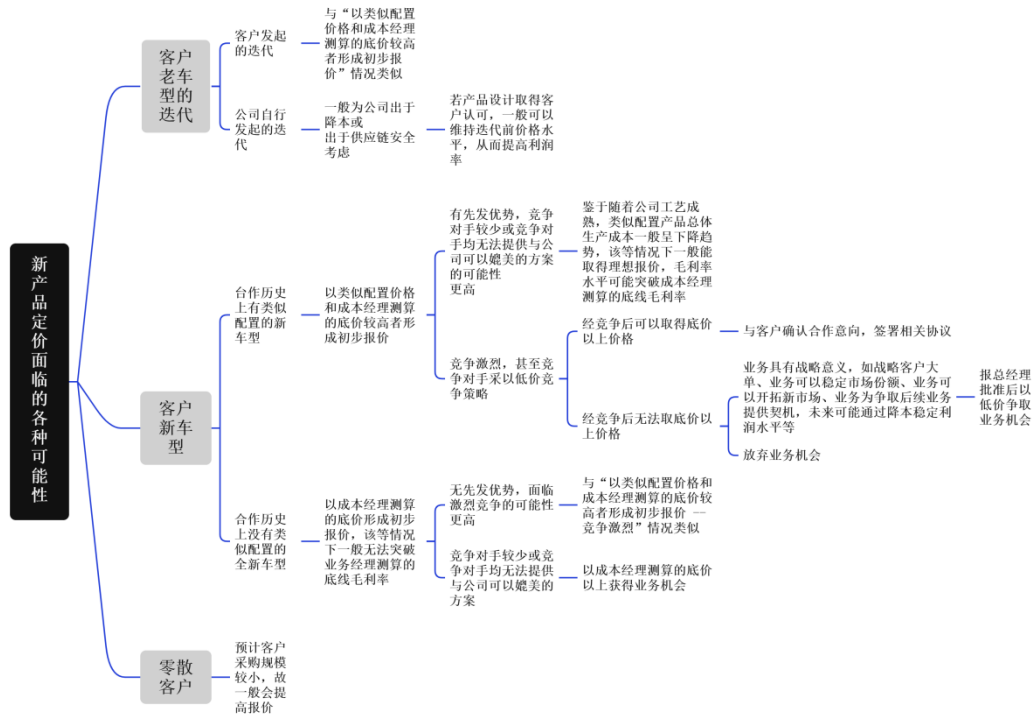 新产品定价面临的各种可能性
客户
老车
型的
迭代
客户发起
的迭代
与“以类似配置
价格和成本经理
测算的底价较高
者形成初步报
价”情况类似
公司自行
发起的迭
代
一般为公司出于
降本或
出于供应链安全
考虑
若产品设计取得客
户认可，一般可以
维持迭代前价格水
平，从而提高利润
率
客户
新车
型
合作历史
上有类似
配置的新
车型
以类似配置价格
和成本经理测算
的底价较高者形
成初步报价
有先发优势，竞争
对手较少或竞争对
手均无法提供与公
司可以媲美的方案
的可能性
更高
鉴于随着公司工艺成
熟，类似配置产品总体
生产成本一般呈下降趋
势，该等情况下一般能
取得理想报价，毛利率
水平可能突破成本经理
测算的底线毛利率
竞争激烈，甚至竞
争对手采以低价竞
争策略
经竞争后可以取得底价
以上价格
与客户确认合作意向，签署相关协议
经竞争后无法取底价以
上价格
业务具有战略意义，如战略客户大
单、业务可以稳定市场份额、业务可
以开拓新市场、业务为争取后续业务
提供契机，未来可能通过降本稳定利
润水平等
报总经理
批准后以
低价争取
业务机会
放弃业务机会
合作历史
上没有类
似配置的
全新车型
以成本经理测算
的底价形成初步
报价，该等情况
下一般无法突破
业务经理测算的
底线毛利率
无先发优势，面临
激烈竞争的可能性
更高
与“以类似配置价格和
成本经理测算的底价较
高者形成初步报价 --
竞争激烈”情况类似
竞争对手较少或竞
争对手均无法提供
与公司可以媲美的
方案
以成本经理测算的底价
以上获得业务机会
零散
客户
预计客户
采购规模
较小，故
一般会提
高报价